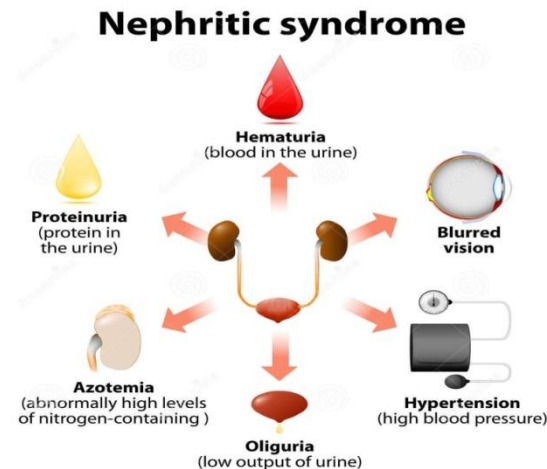 Nephritic syndrome
Hematuria
(blood in the urine)
Proteinuria
(protein in
the urine)
Blurred
vision
Azotemia
(abnormally high levels
of nitrogen-containing )
Hypertension
(high blood pressure)
Oliguria
(low output of urine)